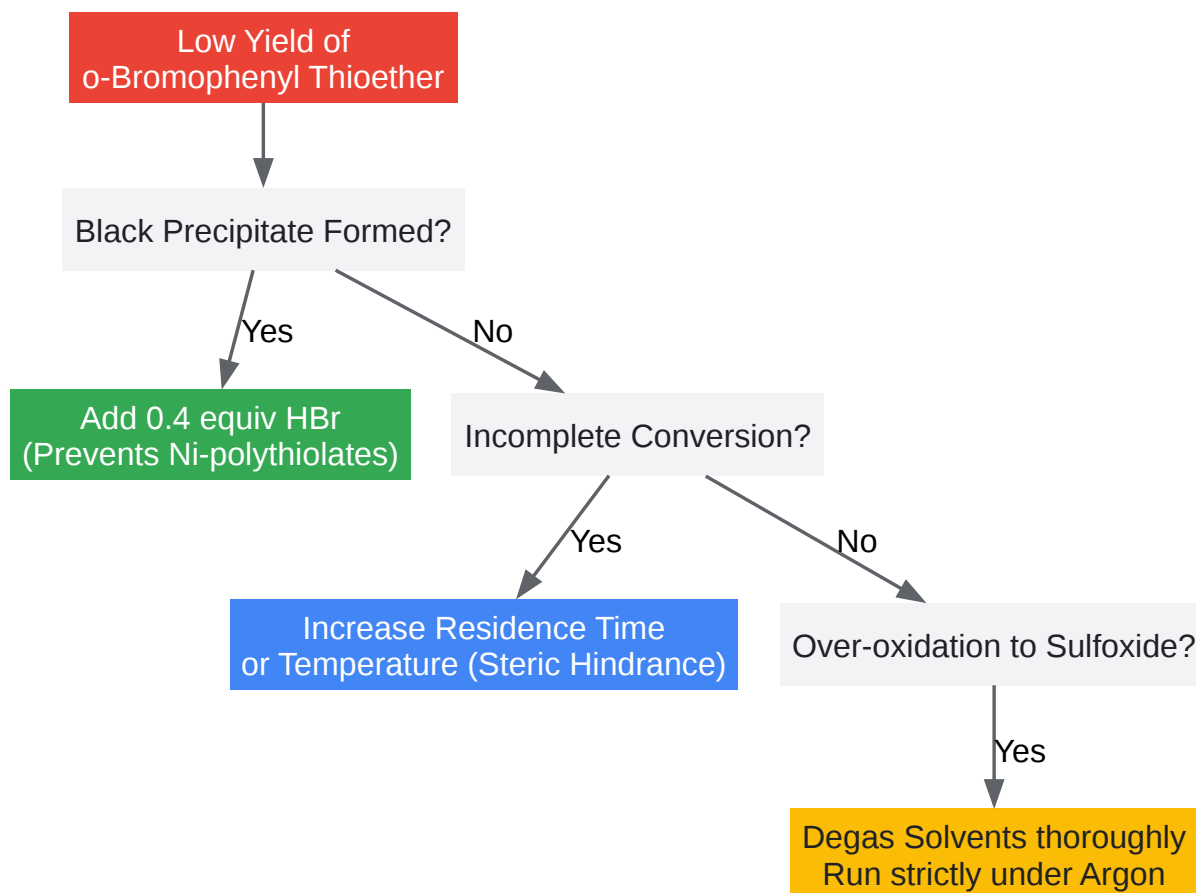 Low Yield of
o-Bromophenyl Thioether
Black Precipitate Formed?
Yes
No
Add 0.4 equiv HBr
(Prevents Ni-polythiolates)
Incomplete Conversion?
Yes
No
Increase Residence Time
or Temperature (Steric Hindrance)
Over-oxidation to Sulfoxide?
Yes
Degas Solvents thoroughly
Run strictly under Argon